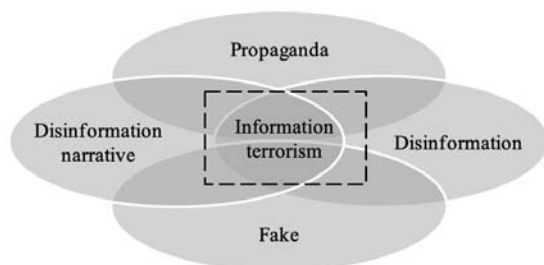 Propaganda
Disinformation
narrative
Information
terrorism
Disinformation
Fake